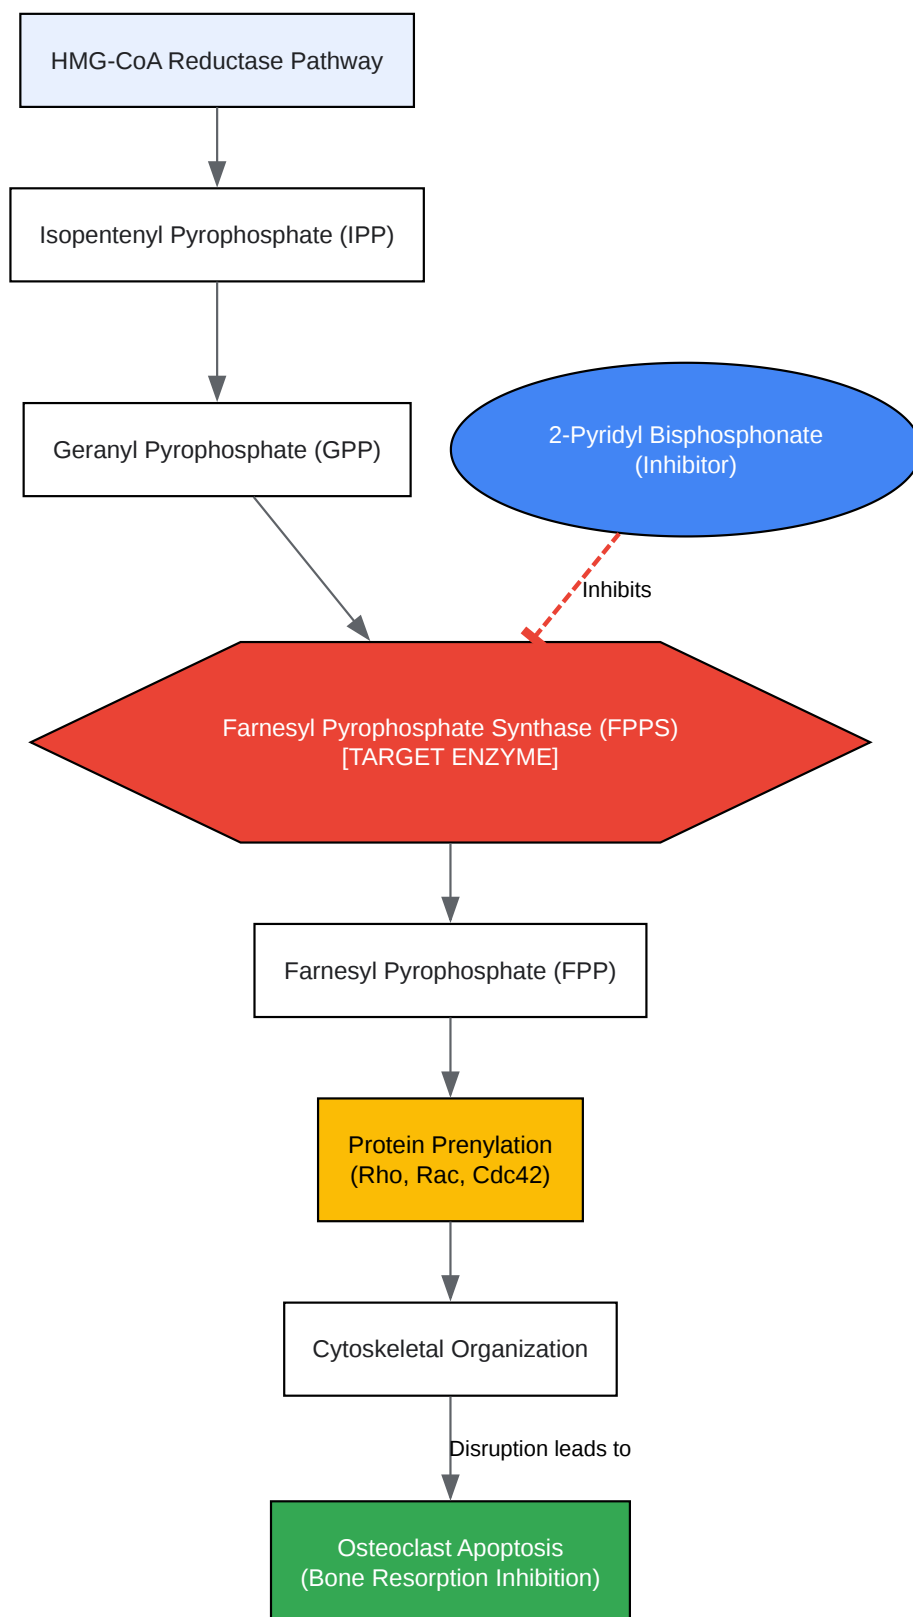 HMG-CoA Reductase Pathway
Isopentenyl Pyrophosphate (IPP)
Geranyl Pyrophosphate (GPP)
2-Pyridyl Bisphosphonate
(Inhibitor)
Inhibits
Farnesyl Pyrophosphate Synthase (FPPS)
[TARGET ENZYME]
Farnesyl Pyrophosphate (FPP)
Protein Prenylation
(Rho, Rac, Cdc42)
Cytoskeletal Organization
Disruption leads to
Osteoclast Apoptosis
(Bone Resorption Inhibition)